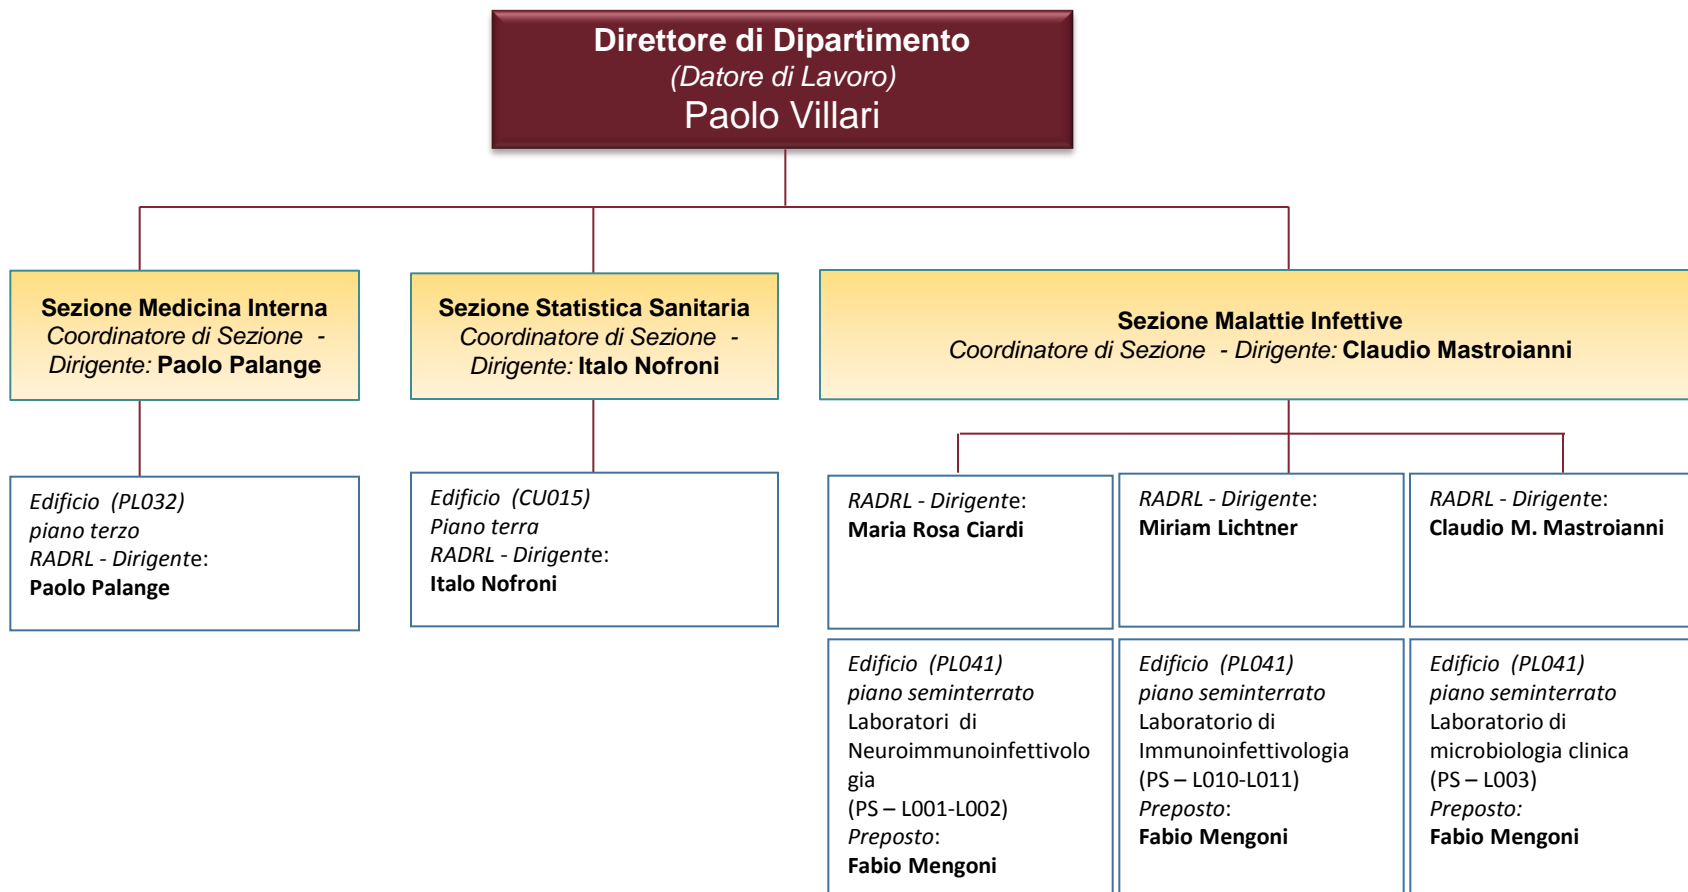 Direttore di Dipartimento
(Datore di Lavoro)
Paolo Villari
Sezione Medicina Interna
Coordinatore di Sezione -
Dirigente: Paolo Palange
Sezione Statistica Sanitaria
Coordinatore di Sezione -
Dirigente: Italo Nofroni
Sezione Malattie Infettive
Coordinatore di Sezione - Dirigente: Claudio Mastroianni
Edificio (PL032)
piano terzo
RADRL - Dirigente:
Paolo Palange
Edificio (CU015)
Piano terra
RADRL - Dirigente:
Italo Nofroni
RADRL - Dirigente:
Maria Rosa Ciardi
RADRL - Dirigente:
Miriam Lichtner
RADRL - Dirigente:
Claudio M. Mastroianni
Edificio (PL041)
piano seminterrato
Laboratori di
Neuroimmunoinfettivolo
gia
(PS – L001-L002)
Preposto:
Fabio Mengoni
Edificio (PL041)
piano seminterrato
Laboratorio di
Immunoinfettivologia
(PS – L010-L011)
Preposto:
Fabio Mengoni
Edificio (PL041)
piano seminterrato
Laboratorio di
microbiologia clinica
(PS – L003)
Preposto:
Fabio Mengoni